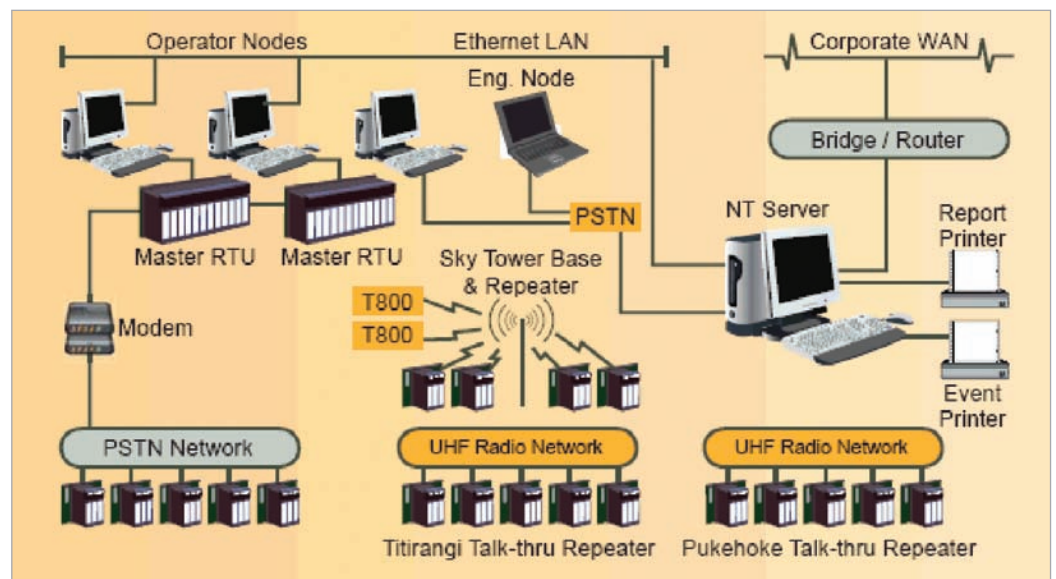 Operator Nodes
Ethernet LAN
Corporate WAN
Eng. Node
Bridge / Router
PSTN
NT Server
Report
Printer
Master RTU
Master RTU
Sky Tower Base
& Repeater
T800
T800
Modem
Event
Printer
PSTN Network
UHF Radio Network
UHF Radio Network
Titirangi Talk-thru Repeater
Pukehoke Talk-thru Repeater